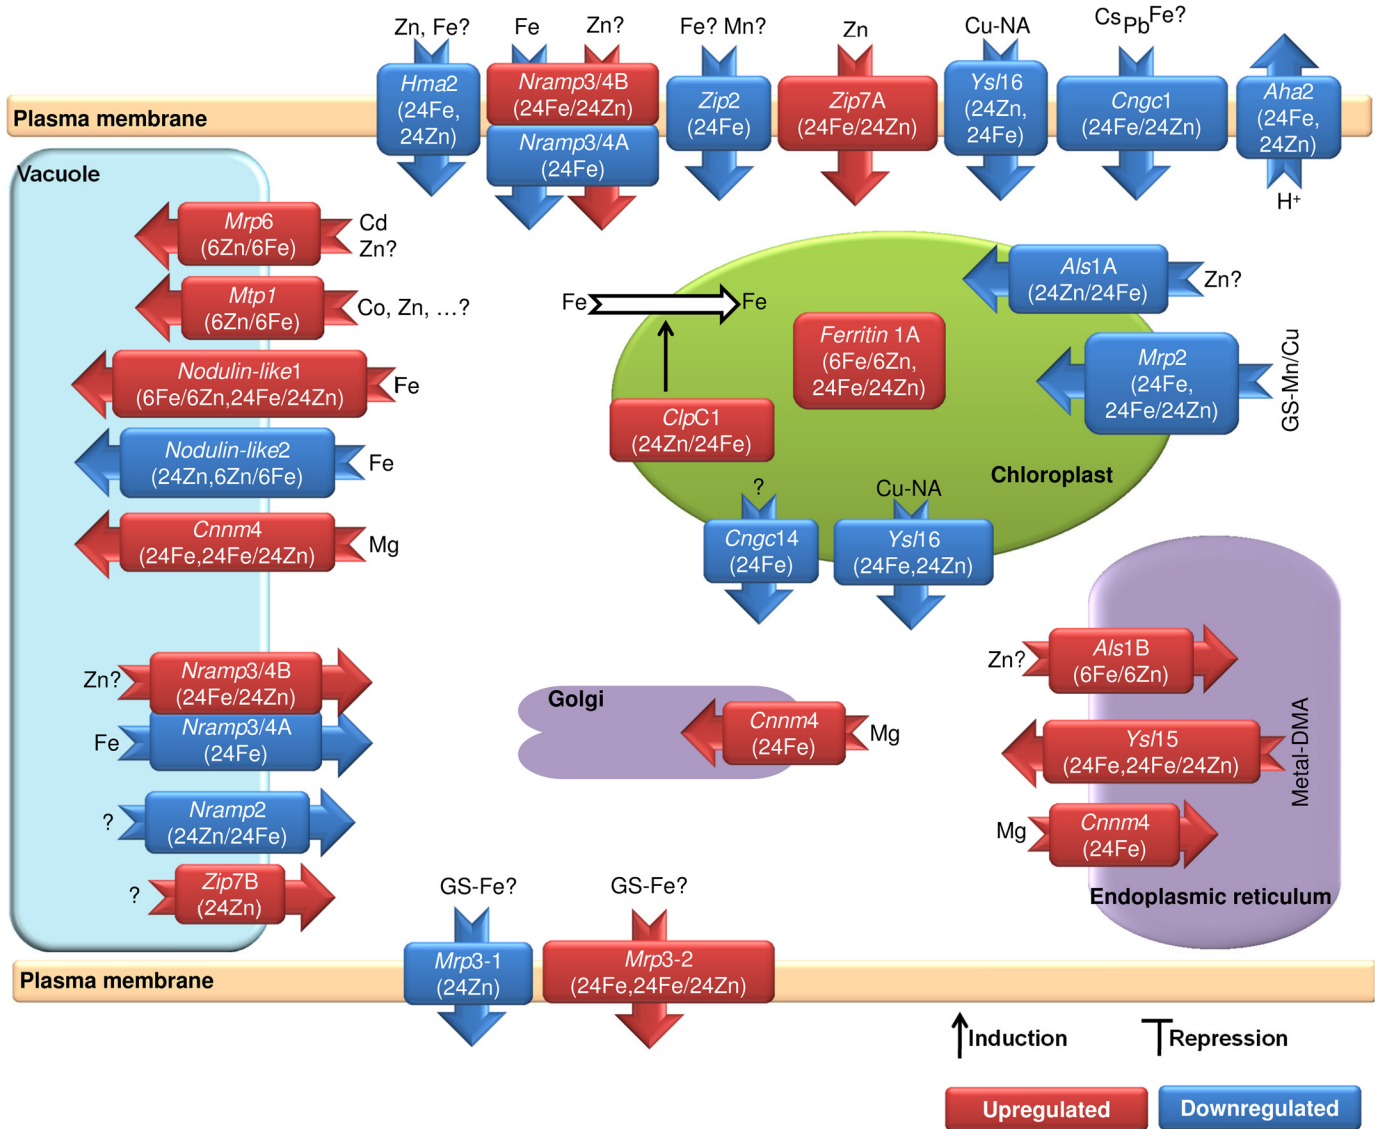 Zn, Fe?
Fe
Zn?
Fe? Mn?
Zn
Cu-NA
Cs Pb Fe?
Plasma membrane
Hma2
(24Fe,
24Zn)
Nramp3/4B
(24Fe/24Zn)
Nramp3/4A
(24Fe)
Zip2
(24Fe)
Zip7A
(24Fe/24Zn)
Ysl16
(24Zn,
24Fe)
Cngc1
(24Fe/24Zn)
Aha2
(24Fe,
24Zn)
H+
Vacuole
Mrp6
(6Zn/6Fe)
Cd
Zn?
Mtp1
(6Zn/6Fe)
Co, Zn, ...?
Nodulin-like1
(6Fe/6Zn,24Fe/24Zn)
Fe
Nodulin-like2
(24Zn,6Zn/6Fe)
Fe
Cnnm4
(24Fe,24Fe/24Zn)
Mg
Zn?
Nramp3/4B
(24Fe/24Zn)
Fe
Nramp3/4A
(24Fe)
?
Nramp2
(24Zn/24Fe)
?
Zip7B
(24Zn)
Fe
Fe
Ferritin 1A
(6Fe/6Zn,
24Fe/24Zn)
ClpC1
(24Zn/24Fe)
Als1A
(24Zn/24Fe)
Zn?
Mrp2
(24Fe,
24Fe/24Zn)
GS-Mn/Cu
Chloroplast
?
Cngc14
(24Fe)
Cu-NA
Ysl16
(24Fe,24Zn)
Golgi
Cnnm4
(24Fe)
Mg
Zn?
Als1B
(6Fe/6Zn)
Ysl15
(24Fe,24Fe/24Zn)
Metal-DMA
Mg
Cnnm4
(24Fe)
Endoplasmic reticulum
GS-Fe?
GS-Fe?
Plasma membrane
Mrp3-1
(24Zn)
Mrp3-2
(24Fe,24Fe/24Zn)
Induction
Repression
Upregulated
Downregulated